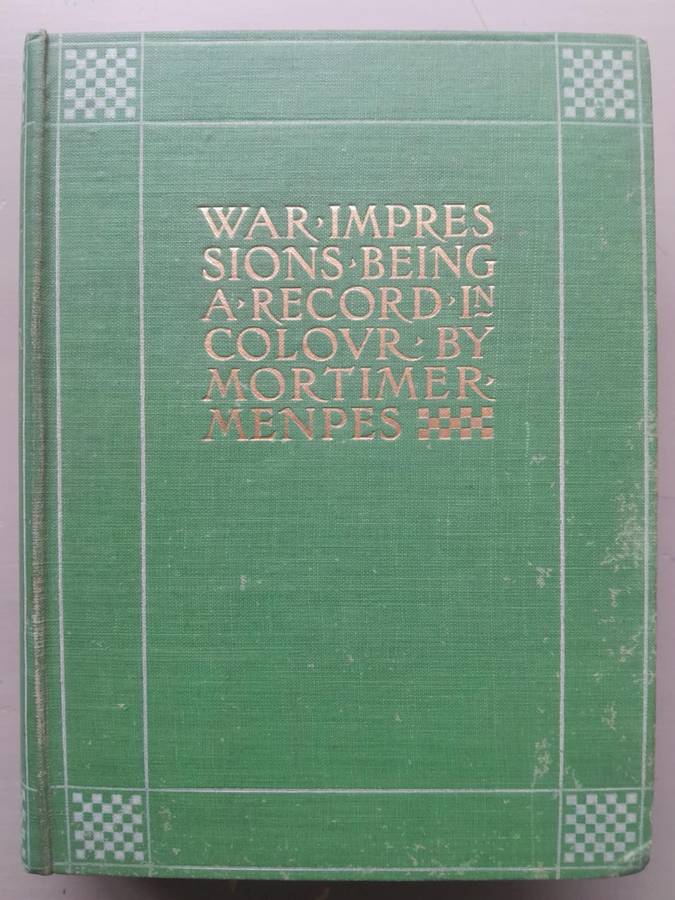 WAR·IMPRES
SIONS·BEING
A·RECORD·IN
COLOVR·BY
MORTIMER·
MENPES